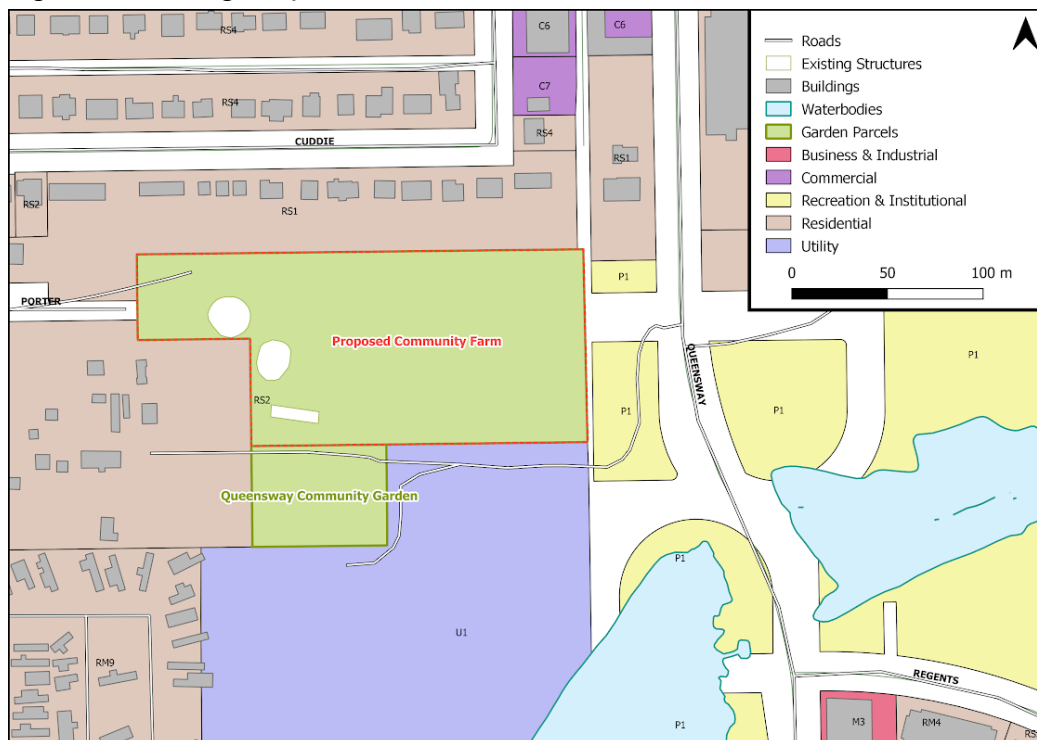 RS4
C6
C6
Roads
Existing Structures
Buildings
Waterbodies
Garden Parcels
Business & Industrial
Commercial
Recreation & Institutional
Residential
Utility
0 50 100 m
C7
RS4
RS4
CUDDIE
RS1
RS2
RS1
P1
PORTER
Proposed Community Farm
QUEENSWAY
P1
RS2
P1
P1
Queensway Community Garden
P1
U1
RM9
REGENTS
P1
M3
RM4